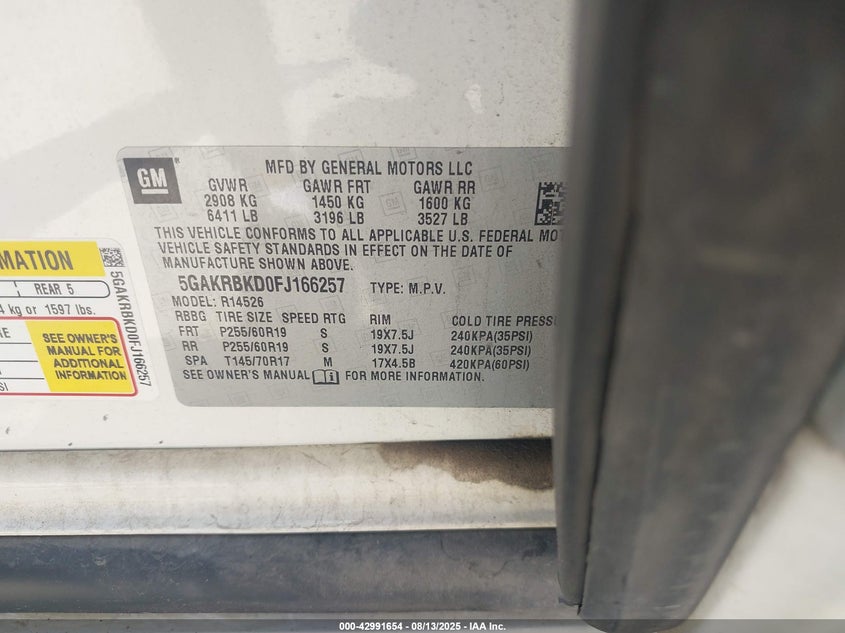 GM
®
MFD BY GENERAL MOTORS LLC
GVWR GAWR FRT GAWR RR
2908 KG 1450 KG 1600 KG
6411 LB 3196 LB 3527 LB
THIS VEHICLE CONFORMS TO ALL APPLICABLE U.S. FEDERAL
VEHICLE SAFETY STANDARDS IN EFFECT ON THE DATE OF
MANUFACTURE SHOWN ABOVE.
5GAKRBKD0FJ166257 TYPE: M.P.V.
MODEL: R14526
RBBG TIRE SIZE SPEED RTG RIM COLD TIRE
FRT P255/60R19 S 19X7.5J 240KPA(35PSI)
RR P255/60R19 S 19X7.5J 240KPA(35PSI)
SPA T145/70R17 M 17X4.5B 420KPA(60PSI)
SEE OWNER'S MANUAL FOR MORE INFORMATION.
REAR 5
kg or 1597 lbs.
SEE OWNER'S
MANUAL FOR
ADDITIONAL
INFORMATION
5GAKRBKD0FJ166257
000-42991654 - 08/13/2025 - IAA Inc.